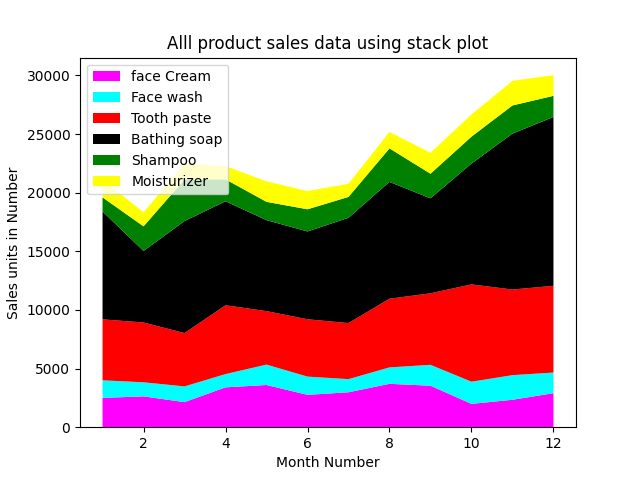 Alll product sales data using stack plot
face Cream
Face wash
Tooth paste
Bathing soap
Shampoo
Moisturizer
30000
25000
20000
15000
10000
5000
0
Sales units in Number
2 4 6 8 10 12
Month Number